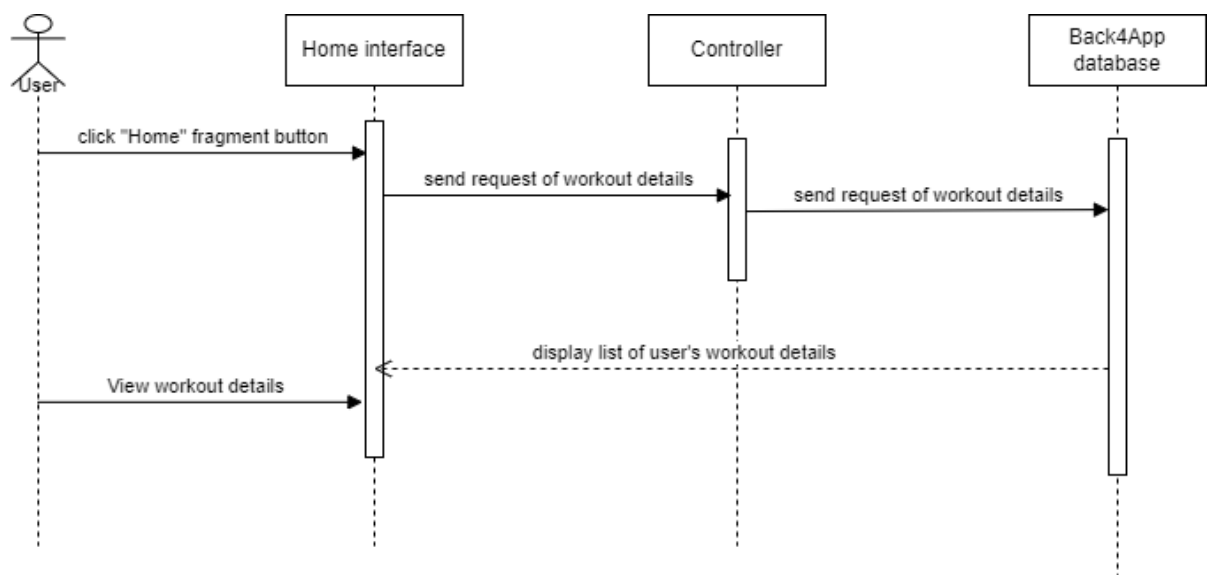 User
Home interface
Controller
Back4App
database
click "Home" fragment button
send request of workout details
send request of workout details
display list of user's workout details
View workout details